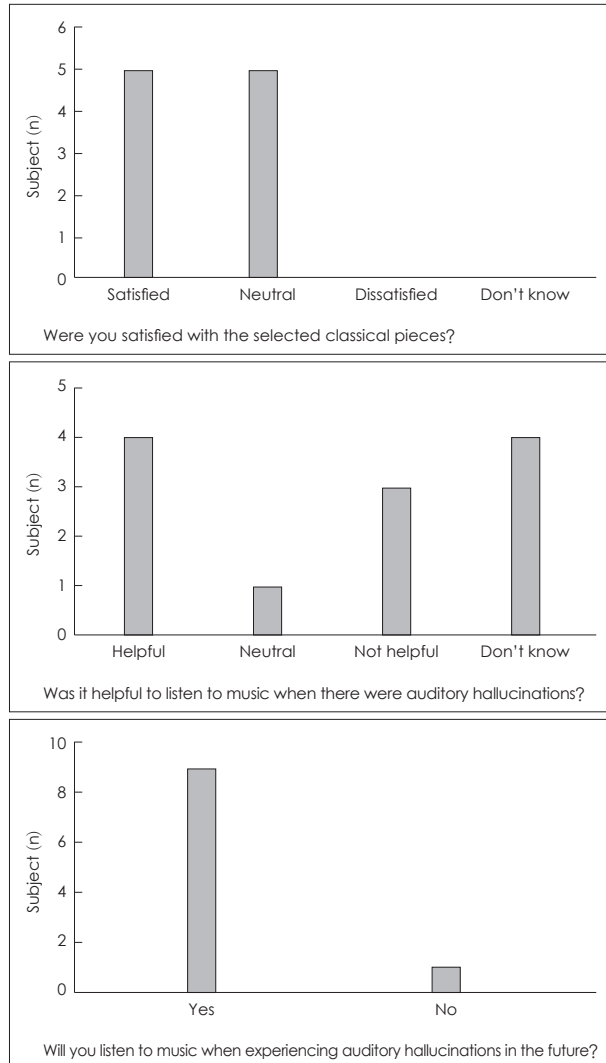 6
5
4
3
2
1
0
Subject (n)
Satisfied Neutral Dissatisfied Don’t know
Were you satisfied with the selected classical pieces?
5
4
3
2
1
0
Subject (n)
Helpful Neutral Not helpful Don’t know
Was it helpful to listen to music when there were auditory hallucinations?
10
8
6
4
2
0
Subject (n)
Yes No
Will you listen to music when experiencing auditory hallucinations in the future?